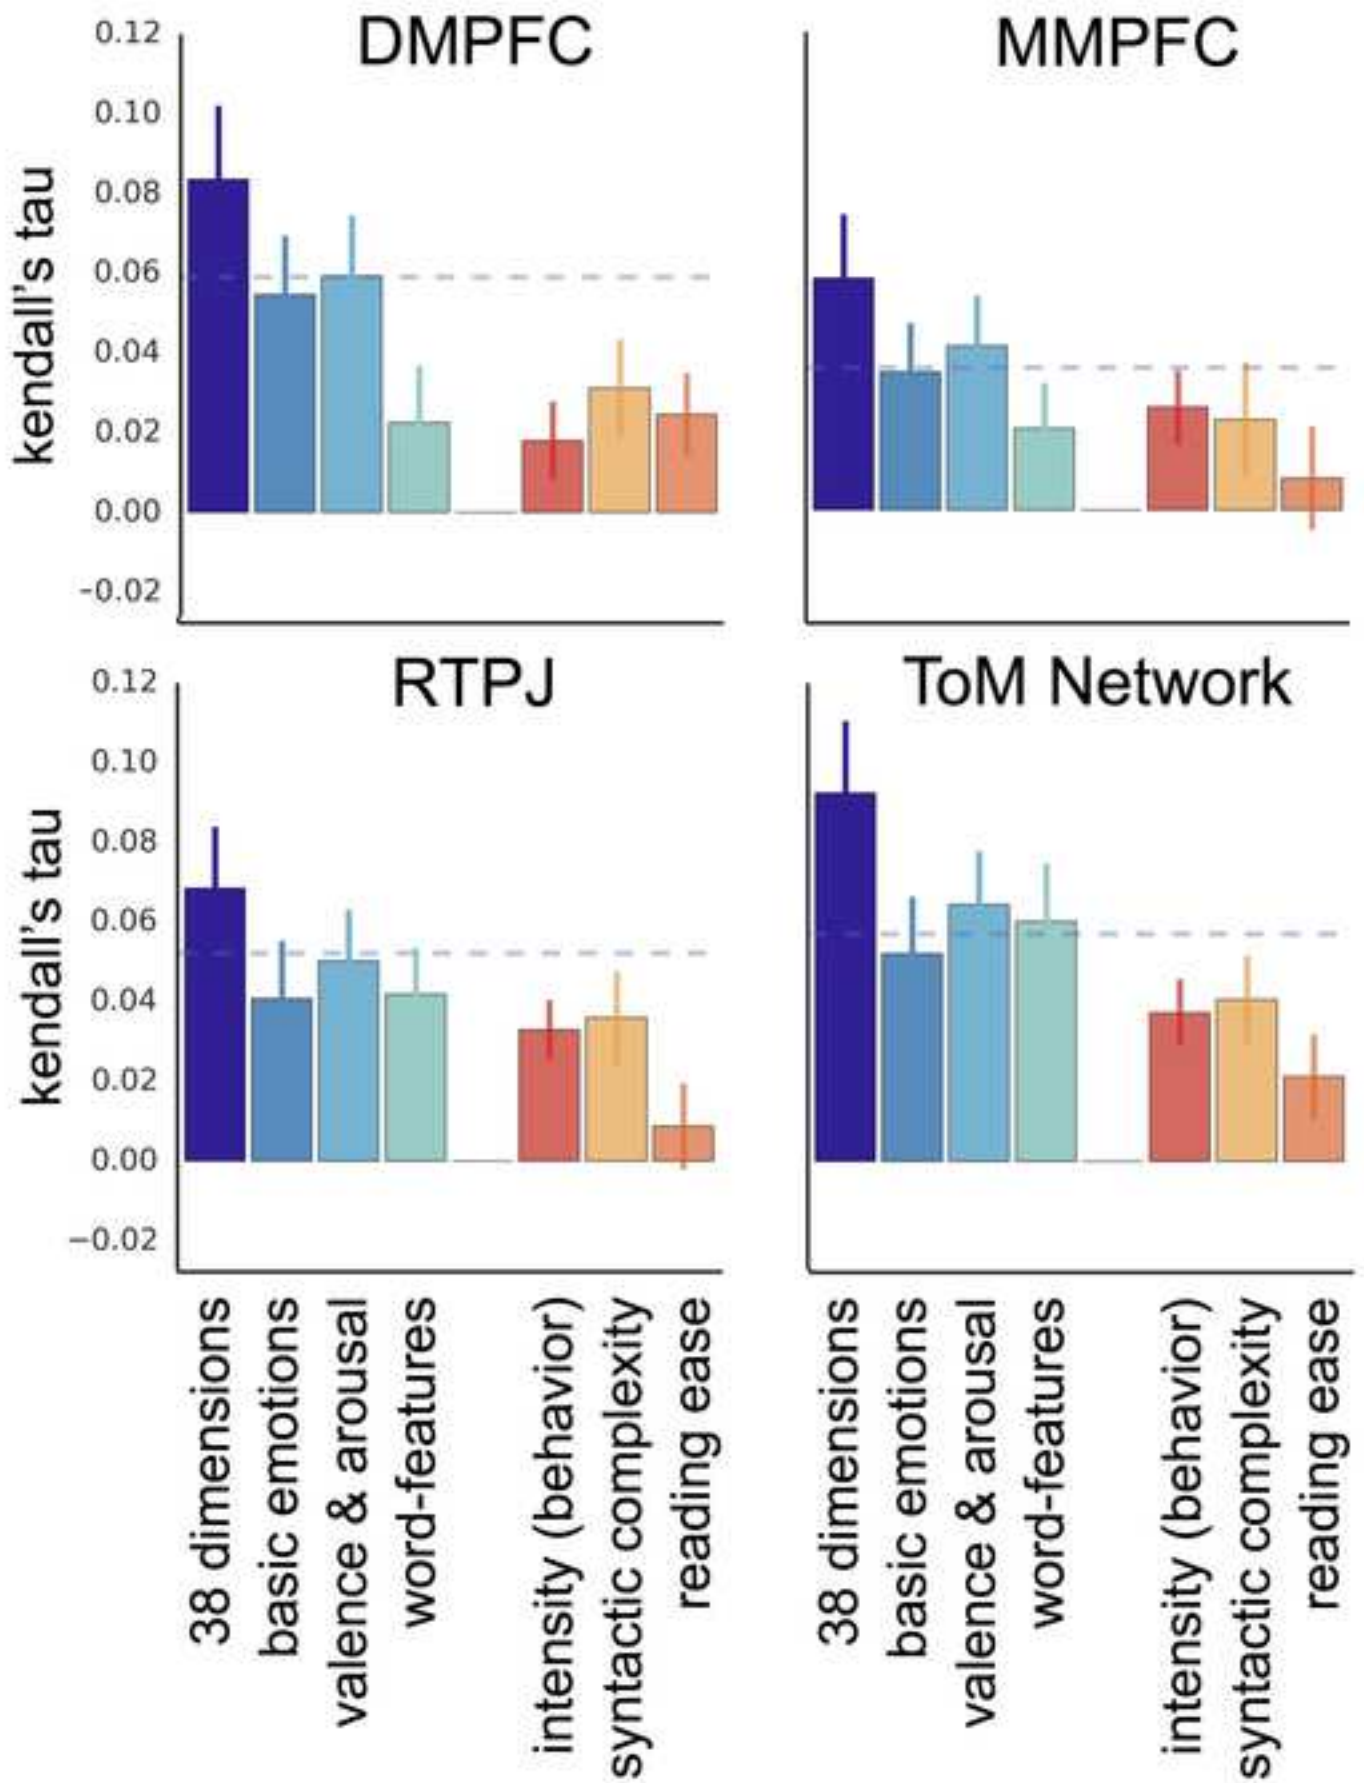 DMPFC
MMPFC
kendall's tau
0.12
0.10
0.08
0.06
0.04
0.02
0.00
-0.02
RTPJ
ToM Network
kendall's tau
0.12
0.10
0.08
0.06
0.04
0.02
0.00
−0.02
38 dimensions
basic emotions
valence & arousal
word-features
intensity (behavior)
syntactic complexity
reading ease
38 dimensions
basic emotions
valence & arousal
word-features
intensity (behavior)
syntactic complexity
reading ease